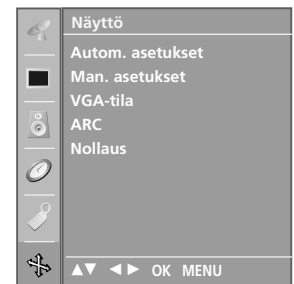 Näyttö
Autom. asetukset
Man. asetukset
VGA-tila
ARC
Nollaus
▲▼ ◄► OK MENU